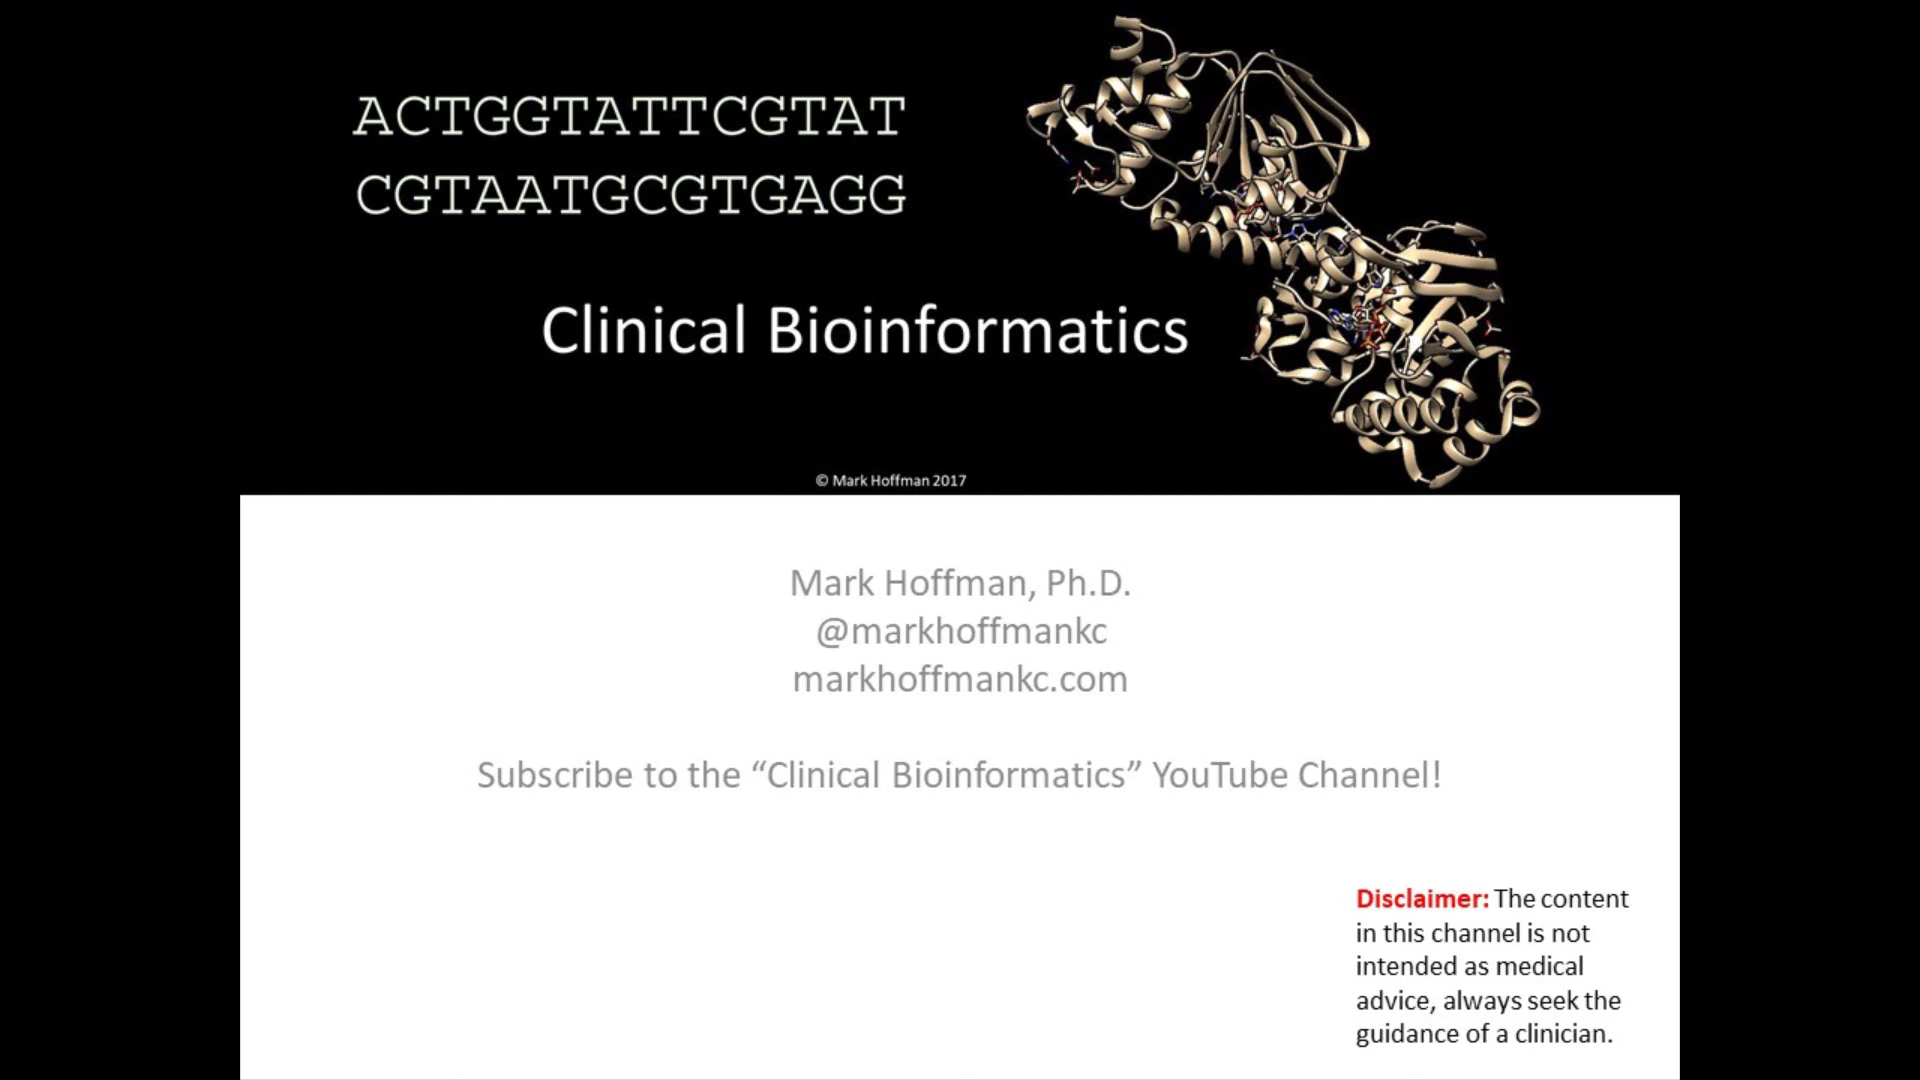 ACTGGTATTCGTAT
CGTAATGCGTGAGG
Clinical Bioinformatics
© Mark Hoffman 2017
Mark Hoffman, Ph.D.
@markhoffmankc
markhoffmankc.com
Subscribe to the “Clinical Bioinformatics” YouTube Channel!
Disclaimer: The content
in this channel is not
intended as medical
advice, always seek the
guidance of a clinician.